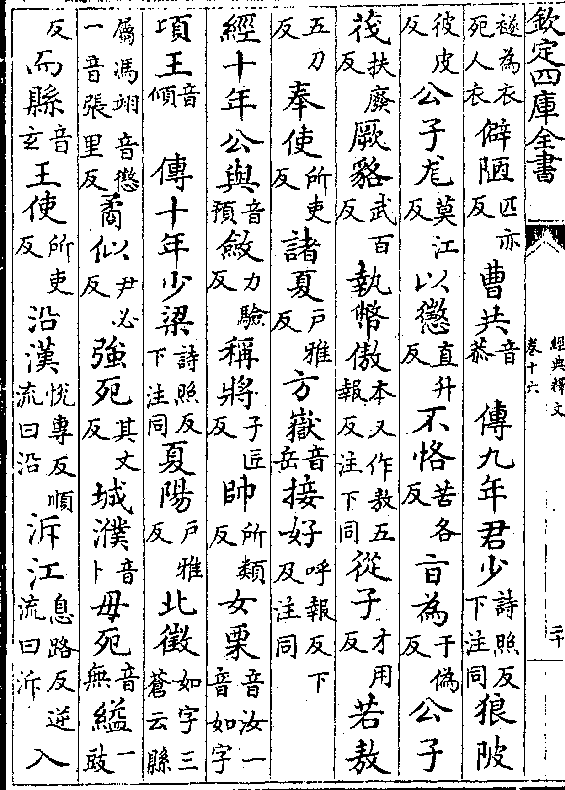 欽定四庫全書
經典釋文
卷十六
二十
襚為衣死人衣僻陋匹亦反曹共音恭傳九年君少詩照反下注同狼陂
彼皮反公子尨莫江反以懲直升反不恪苦各反言為于偽反公子
茷扶廢反厥貉武百反執幣傲本又作敖五報反注下同從子才用反若敖
五刀反奉使所吏反諸夏戶雅反方嶽音岳接好呼報反下及注同
經十年公與音預斂力驗反稱將子匠反帥所類反女栗音汝一音如字
項王音傾傳十年少梁詩照反下注同夏陽戶雅反北徵如字三蒼云縣
屬馮翊音懲一音張里反矞似尹必反強死其丈反城濮音卜毋死音無縊一豉
反而縣音玄王使所吏反沿漢悅專反順流曰沿泝江息路反逆流曰泝入